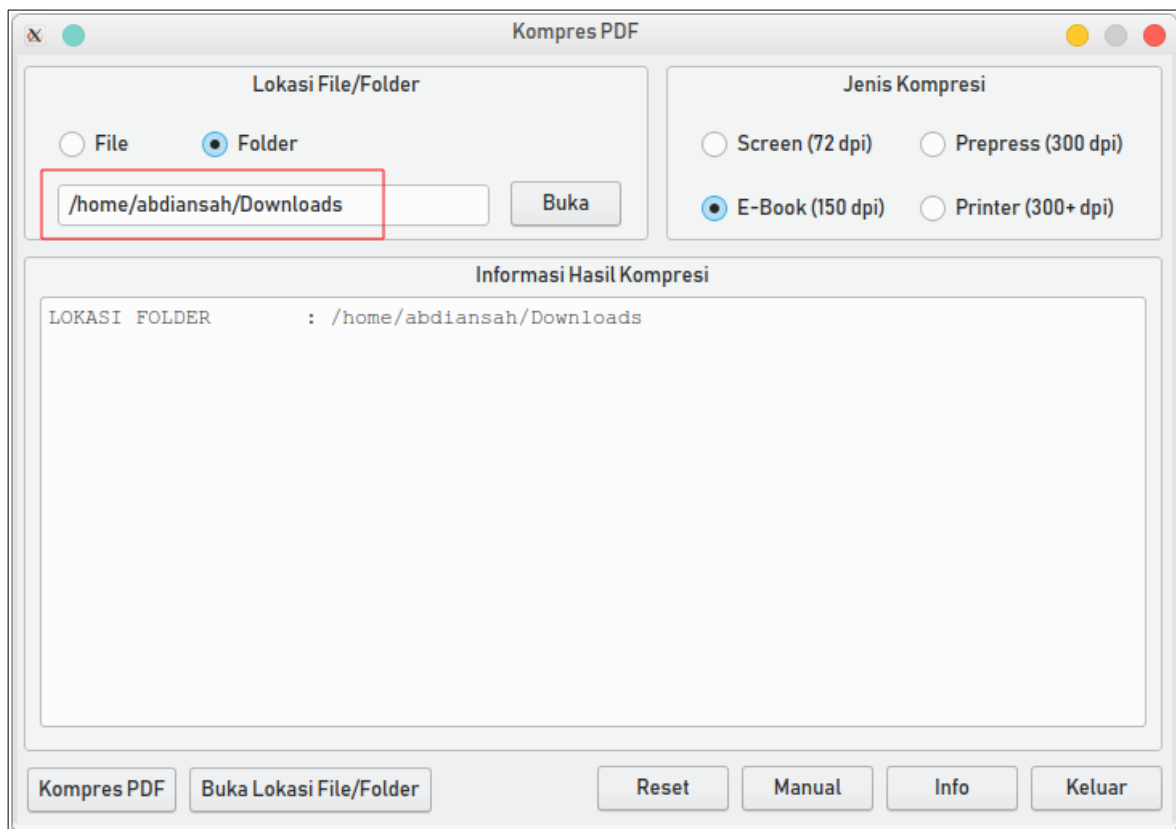 Kompres PDF
Lokasi File/Folder
File Folder
/home/abdiansah/Downloads Buka
Jenis Kompresi
Screen (72 dpi) Prepress (300 dpi)
E-Book (150 dpi) Printer (300+ dpi)
Informasi Hasil Kompresi
LOKASI FOLDER : /home/abdiansah/Downloads
Kompres PDF Buka Lokasi File/Folder Reset Manual Info Keluar